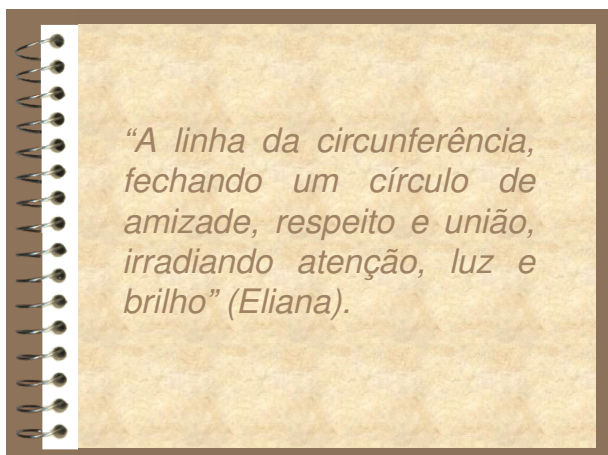 “A linha da circunferência,
fechando um círculo de
amizade, respeito e união,
irradiando atenção, luz e
brilho” (Eliana).